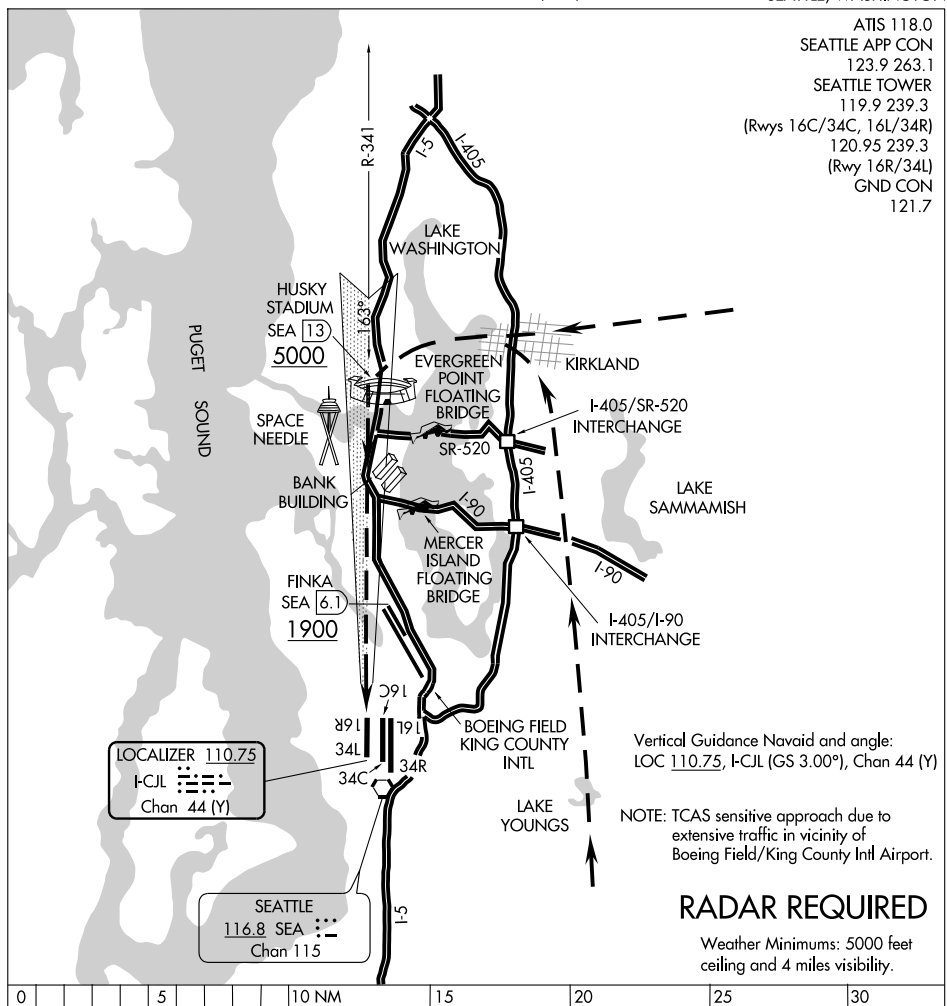 ATIS 118.0
SEATTLE APP CON
123.9 263.1
SEATTLE TOWER
119.9 239.3
(Rwys 16C/34C, 16L/34R)
120.95 239.3
(Rwy 16R/34L)
GND CON
121.7
R-341
I-5
I-405
LAKE
WASHINGTON
HUSKY
STADIUM
SEA 13
5000
163°
PUGET
SOUND
KIRKLAND
EVERGREEN
POINT
FLOATING
BRIDGE
SPACE
NEEDLE
I-405/SR-520
INTERCHANGE
SR-520
I-405
BANK
BUILDING
I-90
LAKE
SAMMAMISH
MERCER
ISLAND
FLOATING
BRIDGE
I-90
FINKA
SEA 6.1
1900
I-405/I-90
INTERCHANGE
16C
16R
16L
34L
34C
34R
BOEING FIELD
KING COUNTY
INTL
LOCALIZER 110.75
I-CJL
Chan 44 (Y)
Vertical Guidance Navaid and angle:
LOC 110.75, I-CJL (GS 3.00°), Chan 44 (Y)
LAKE
YOUNGS
NOTE: TCAS sensitive approach due to
extensive traffic in vicinity of
Boeing Field/King County Intl Airport.
SEATTLE
116.8 SEA
Chan 115
I-5
RADAR REQUIRED
Weather Minimums: 5000 feet
ceiling and 4 miles visibility.
0 5 10 NM 15 20 25 30